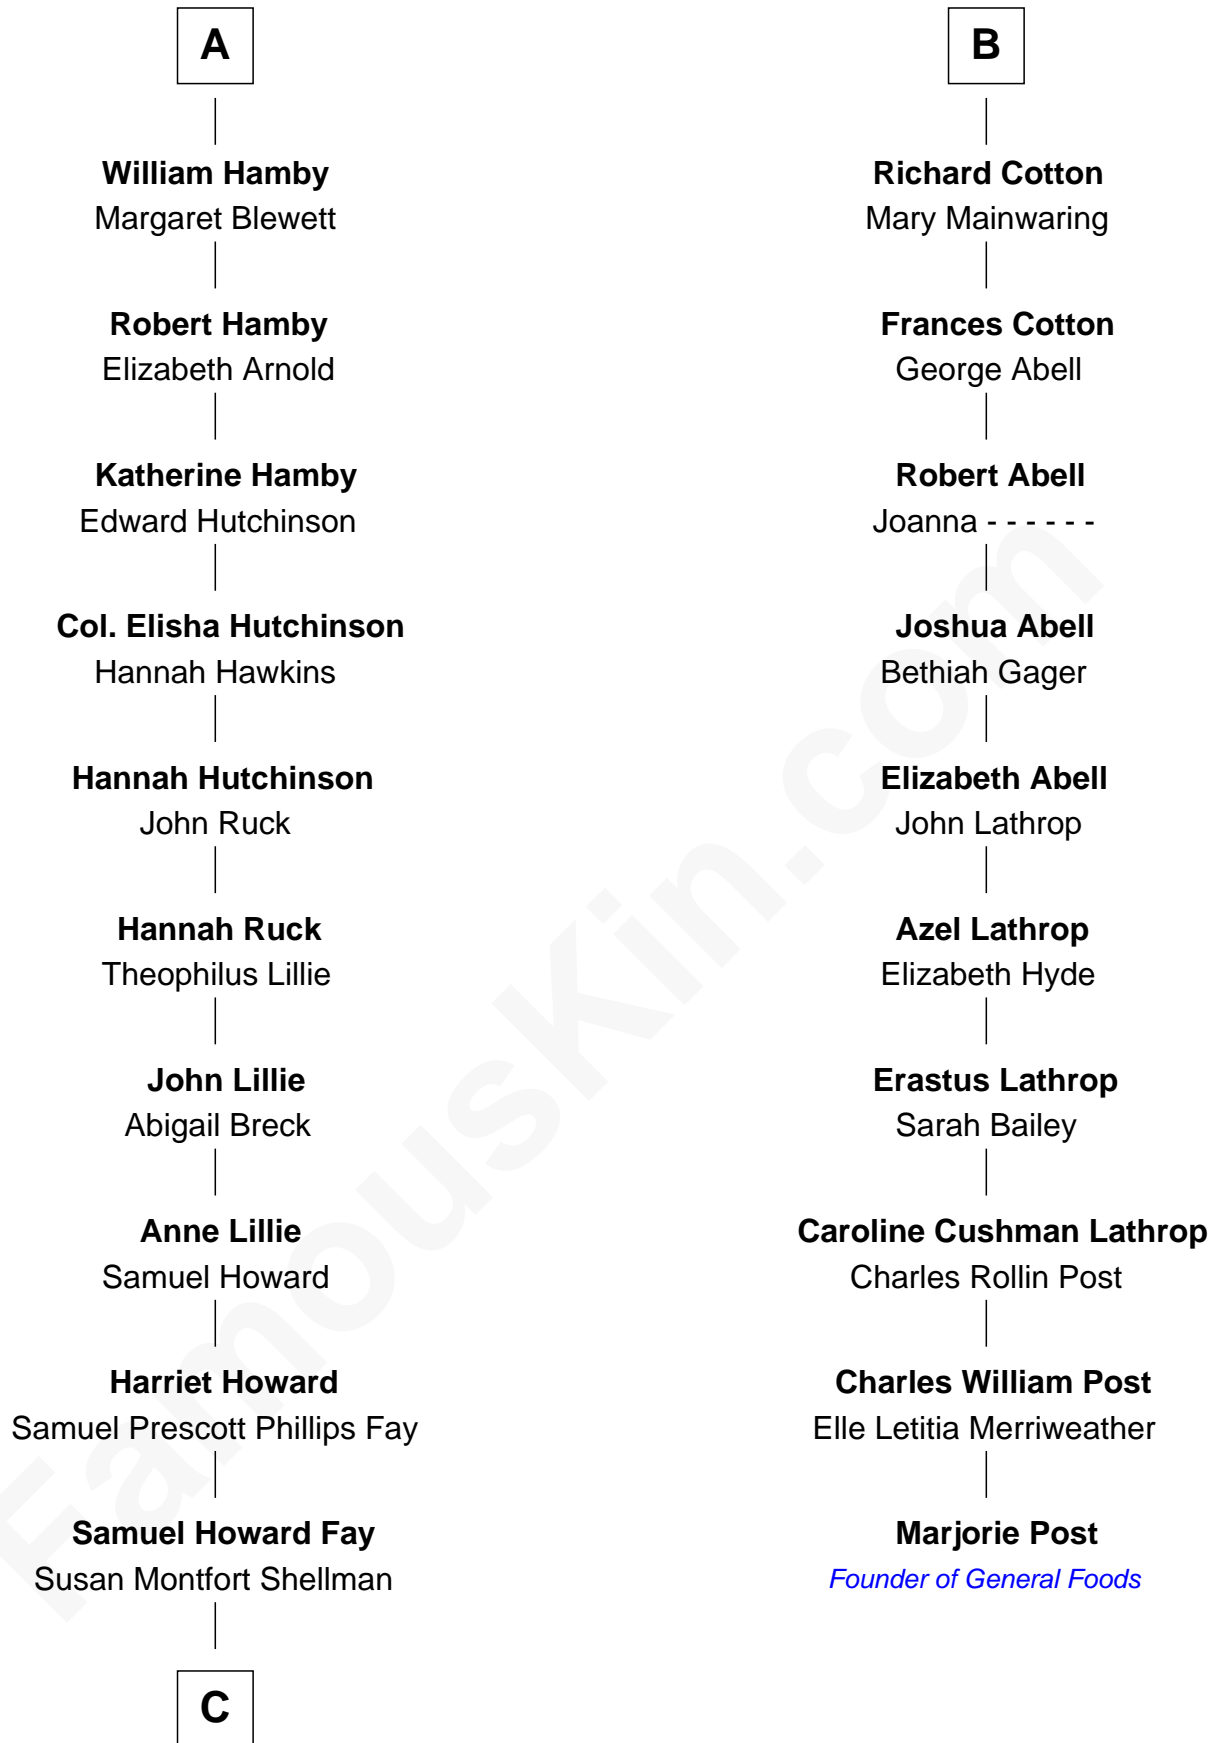 A
William Hamby
Margaret Blewett
Robert Hamby
Elizabeth Arnold
Katherine Hamby
Edward Hutchinson
Col. Elisha Hutchinson
Hannah Hawkins
Hannah Hutchinson
John Ruck
Hannah Ruck
Theophilus Lillie
John Lillie
Abigail Breck
Anne Lillie
Samuel Howard
Harriet Howard
Samuel Prescott Phillips Fay
Samuel Howard Fay
Susan Montfort Shellman
C
B
Richard Cotton
Mary Mainwaring
Frances Cotton
George Abell
Robert Abell
Joanna - - - - - -
Joshua Abell
Bethiah Gager
Elizabeth Abell
John Lathrop
Azel Lathrop
Elizabeth Hyde
Erastus Lathrop
Sarah Bailey
Caroline Cushman Lathrop
Charles Rollin Post
Charles William Post
Elle Letitia Merriweather
Marjorie Post
Founder of General Foods
FamousKin.com